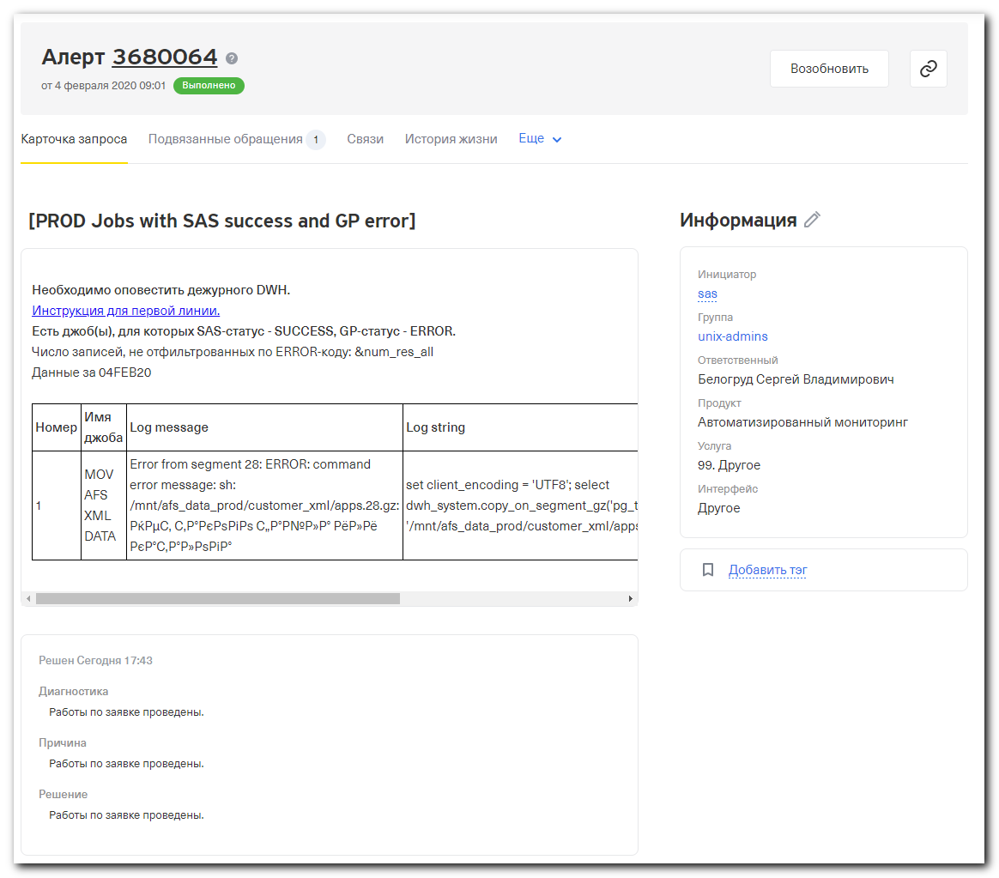 Алерт 3680064 ?
от 4 февраля 2020 09:01 Выполнено
Возобновить
Карточка запроса Подвязанные обращения 1 Связи История жизни Еще
[PROD Jobs with SAS success and GP error]
Необходимо оповестить дежурного DWH.
Инструкция для первой линии.
Есть джоб(ы), для которых SAS-статус - SUCCESS, GP-статус - ERROR.
Число записей, не отфильтрованных по ERROR-коду: &num_res_all
Данные за 04FEB20
Номер
Имя
джоба
Log message
Log string
1
MOV
AFS
XML
DATA
Error from segment 28: ERROR: command
error message: sh:
/mnt/afs_data_prod/customer_xml/apps.28.gz:
РќРµС‚ С‚Р°РєРѕРіРѕ С„Р°Р№Р»Р° РёР»Рё
РєР°С‚Р°Р»РѕРіР°
set client_encoding = 'UTF8'; select
dwh_system.copy_on_segment_gz('pg_t
'/mnt/afs_data_prod/customer_xml/apps
Решен Сегодня 17:43
Диагностика
Работы по заявке проведены.
Причина
Работы по заявке проведены.
Решение
Работы по заявке проведены.
Информация
Инициатор
sas
Группа
unix-admins
Ответственный
Белогруд Сергей Владимирович
Продукт
Автоматизированный мониторинг
Услуга
99. Другое
Интерфейс
Другое
Добавить тэг